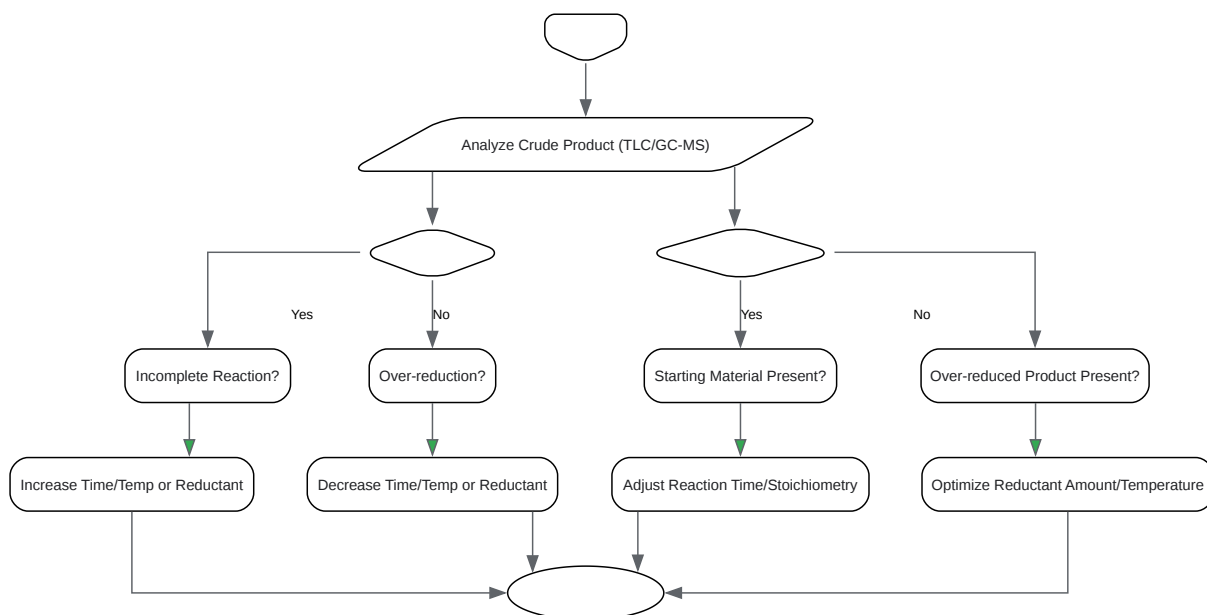 Analyze Crude Product (TLC/GC-MS)
Yes
No
Yes
No
Incomplete Reaction?
Over-reduction?
Starting Material Present?
Over-reduced Product Present?
Increase Time/Temp or Reductant
Decrease Time/Temp or Reductant
Adjust Reaction Time/Stoichiometry
Optimize Reductant Amount/Temperature